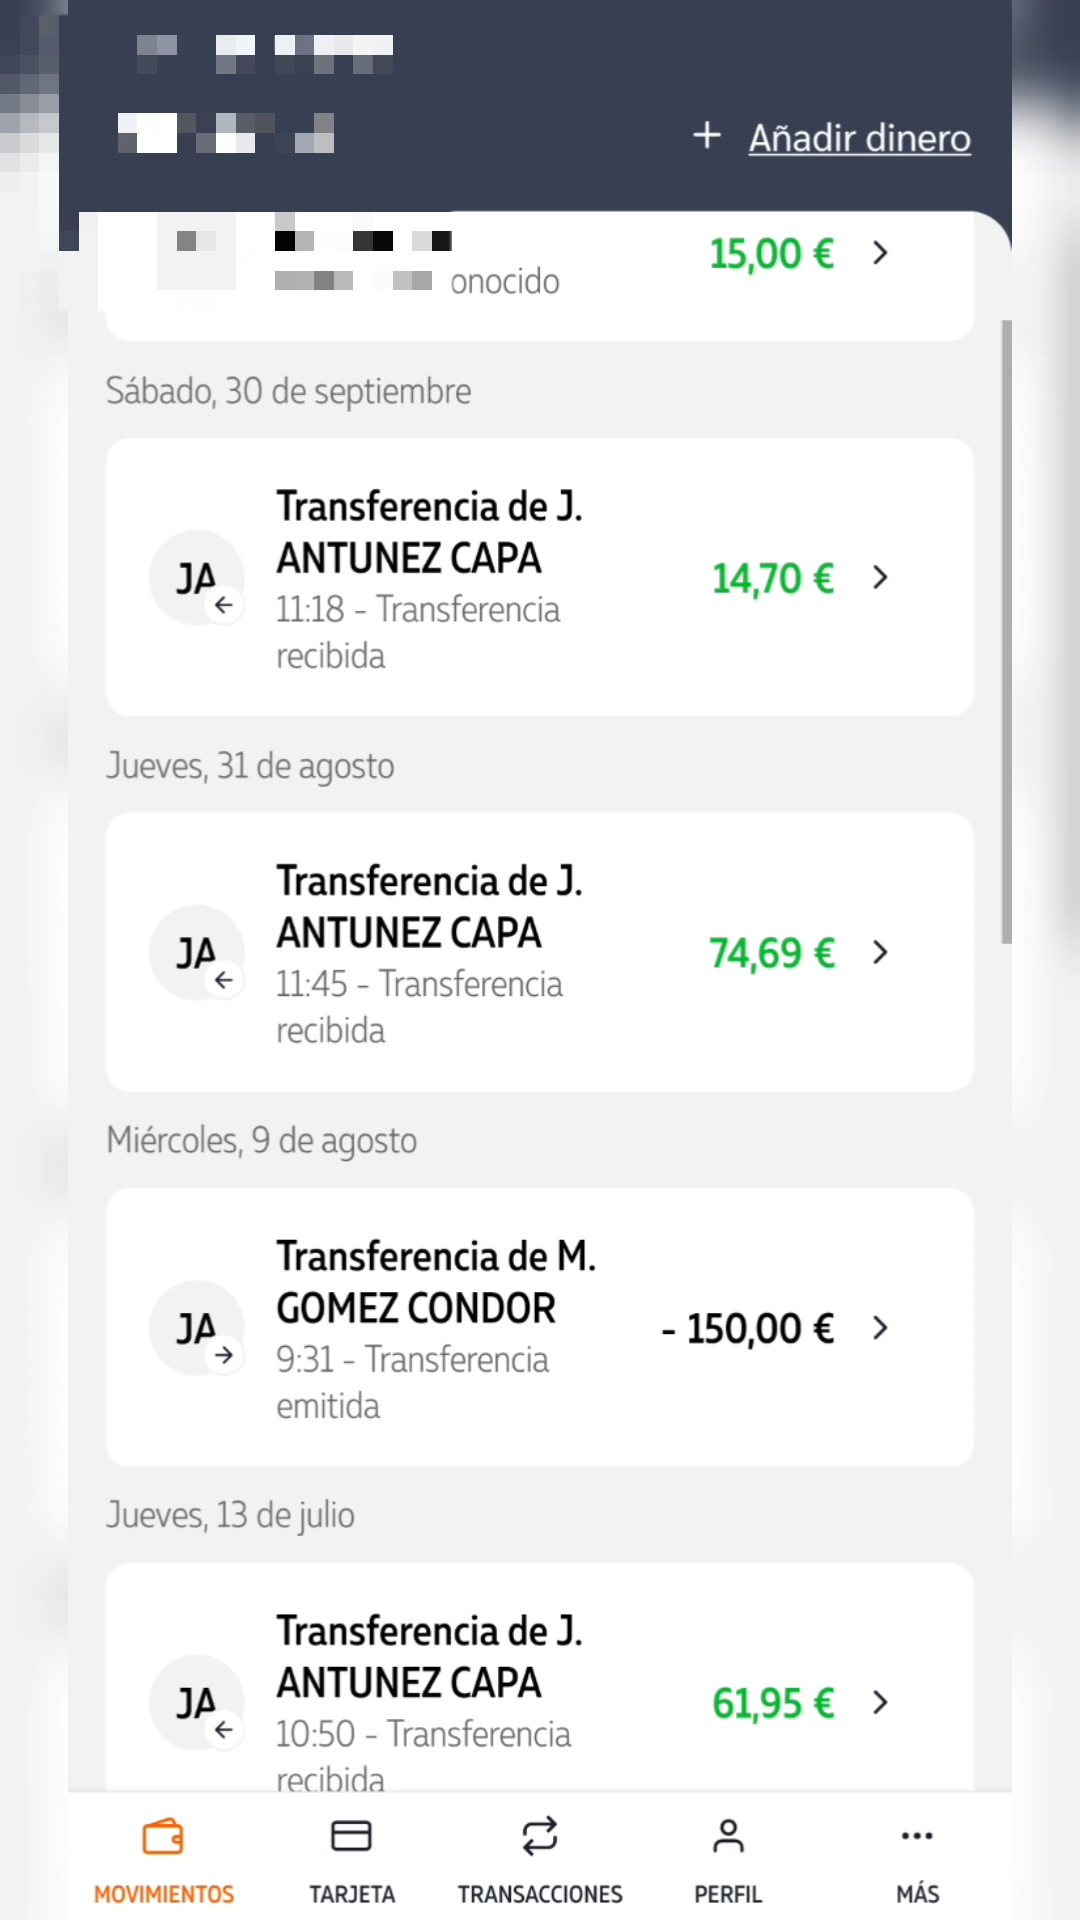 + Añadir dinero
15,00 € >
onocido
Sábado, 30 de septiembre
Transferencia de J.
ANTUNEZ CAPA
JA
14,70 € >
11:18 - Transferencia
recibida
Jueves, 31 de agosto
Transferencia de J.
ANTUNEZ CAPA
JA
74,69 € >
11:45 - Transferencia
recibida
Miércoles, 9 de agosto
Transferencia de M.
GOMEZ CONDOR
JA
- 150,00 € >
9:31 - Transferencia
emitida
Jueves, 13 de julio
Transferencia de J.
ANTUNEZ CAPA
JA
61,95 € >
10:50 - Transferencia
recibida
MOVIMIENTOS
TARJETA
TRANSACCIONES
PERFIL
MÁS